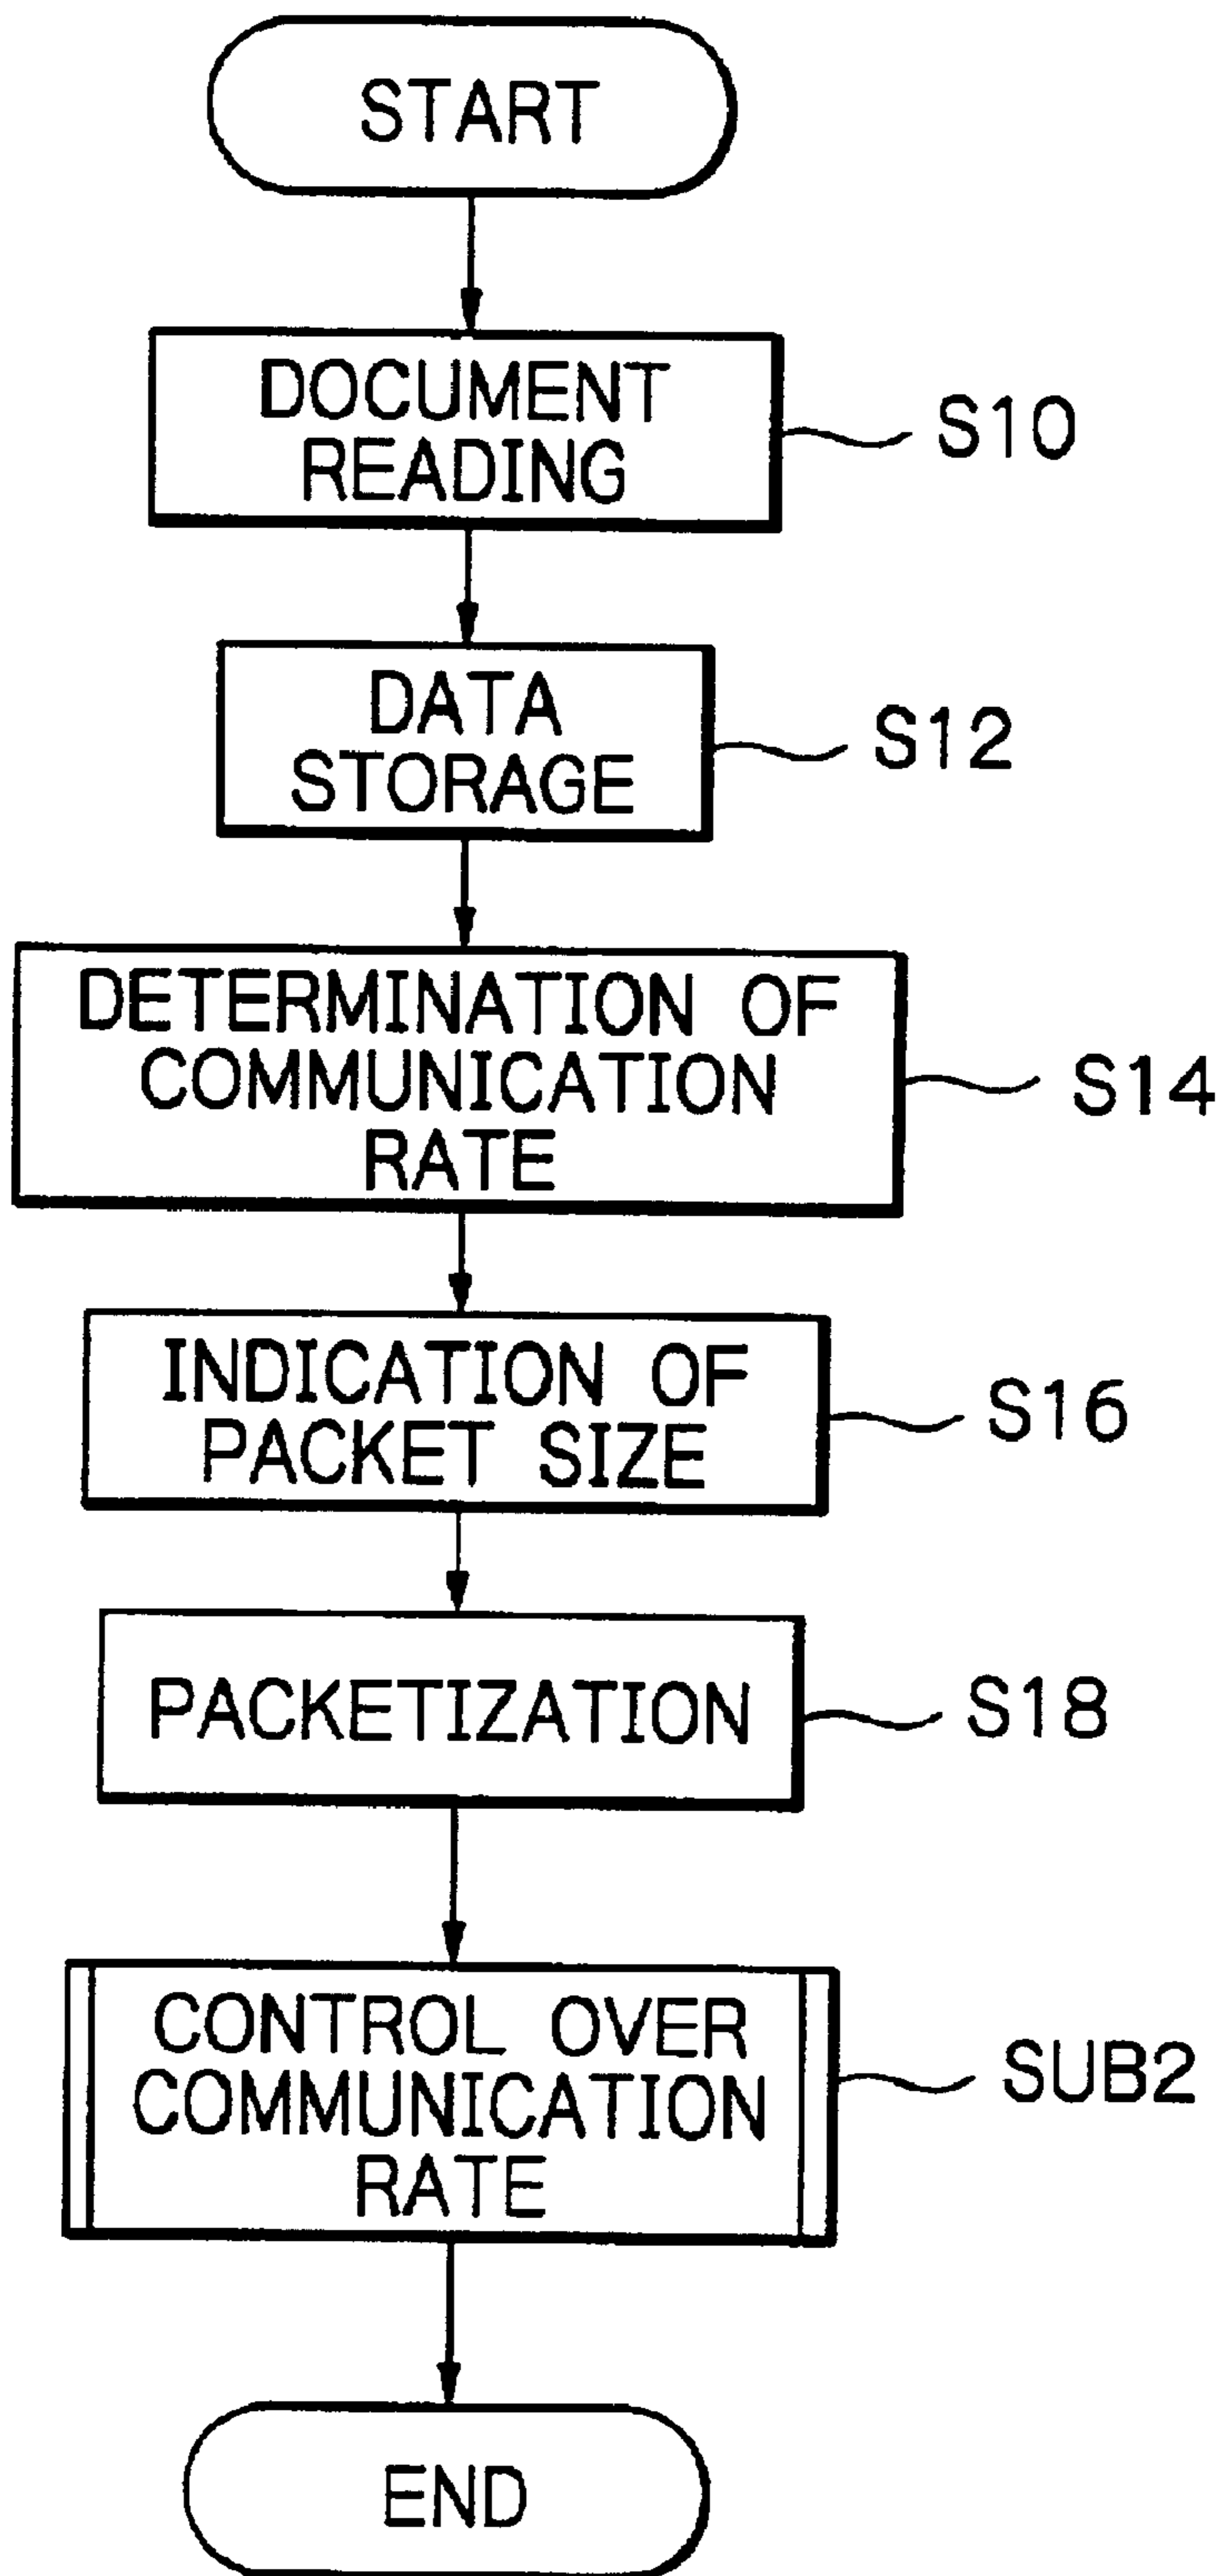 START
DOCUMENT
READING
S10
DATA
STORAGE
S12
DETERMINATION OF
COMMUNICATION
RATE
S14
INDICATION OF
PACKET SIZE
S16
PACKETIZATION
S18
CONTROL OVER
COMMUNICATION
RATE
SUB2
END